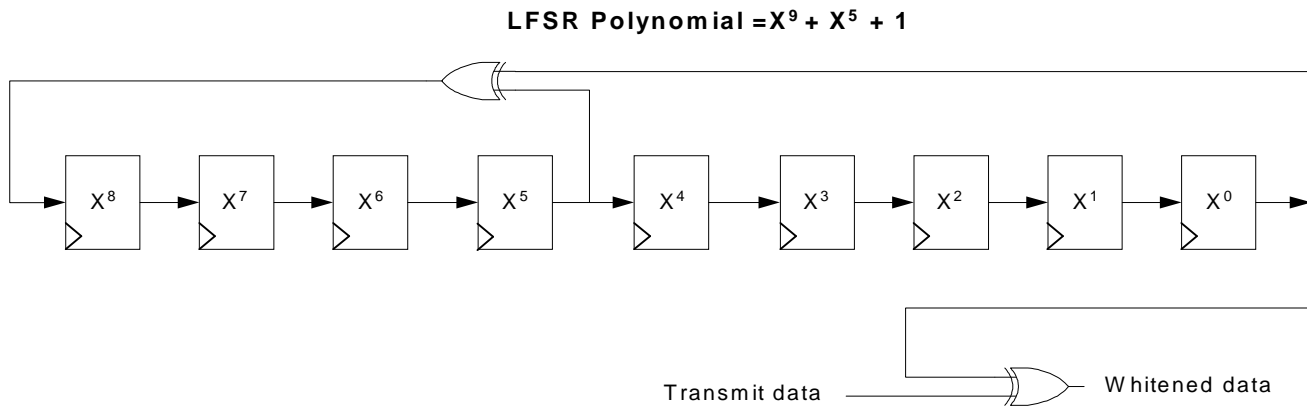 LFSR Polynomial =X⁹ + X⁵ + 1
X⁸ X⁷ X⁶ X⁵ X⁴ X³ X² X¹ X⁰
Transmit data Whitened data